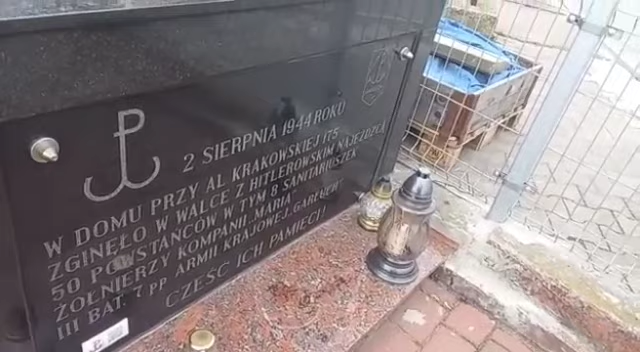 2 SIERPNIA 1944 ROKU
W DOMU PRZY AL. KRAKOWSKIEJ 175
ZGINĘŁO W WALCE Z HITLEROWSKIM NAJEŹDŹCĄ
50 POWSTAŃCÓW W TYM 8 SANITARIUSZEK
ŻOŁNIERZY KOMPANII „MARIA”
III BAT. 7 PP. ARMII KRAJOWEJ „GARŁUCH”
CZEŚĆ ICH PAMIĘCI!